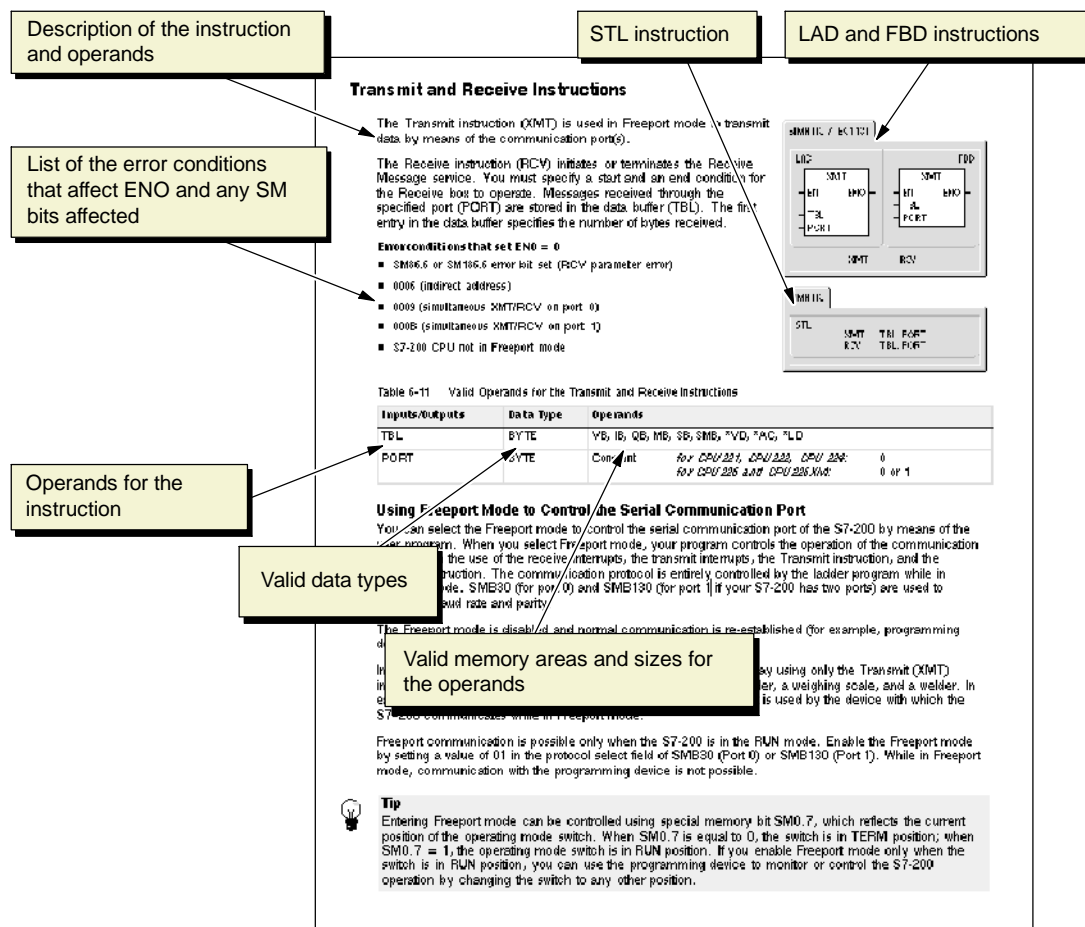 Description of the instruction
and operands
STL instruction
LAD and FBD instructions
List of the error conditions
that affect ENO and any SM
bits affected
Operands for the
instruction
Valid data types
Valid memory areas and sizes for
the operands
Transmit and Receive Instructions
The Transmit instruction (XMT) is used in Freeport mode to transmit
data by means of the communication port(s).
The Receive instruction (RCV) initiates or terminates the Receive
Message service. You must specify a start and an end condition for
the Receive box to operate. Messages received through the
specified port (PORT) are stored in the data buffer (TBL). The first
entry in the data buffer specifies the number of bytes received.
Error conditions that set ENO = 0
■ SM86.6 or SM186.6 error bit set (RCV parameter error)
■ 0006 (indirect address)
■ 0009 (simultaneous XMT/RCV on port 0)
■ 000B (simultaneous XMT/RCV on port 1)
■ S7-200 CPU not in Freeport mode
LAD FBD
XMT XMT
EN ENO EN ENO
TBL
PORT PORT
XMT RCV
STL
XMT TBL, PORT
RCV TBL, PORT
Table 6-11 Valid Operands for the Transmit and Receive Instructions
Inputs/Outputs Data Type Operands
TBL BYTE VB, IB, QB, MB, SB, SMB, *VD, *AC, *LD
PORT BYTE Constant for CPU 221, CPU 222, CPU 224: 0
for CPU 226 and CPU 226XM: 0 or 1
Using Freeport Mode to Control the Serial Communication Port
You can select the Freeport mode to control the serial communication port of the S7-200 by means of the
user program. When you select Freeport mode, your program controls the operation of the communication
the use of the receive interrupts, the transmit interrupts, the Transmit instruction, and the
The communication protocol is entirely controlled by the ladder program while in
SMB30 (for port 0) and SMB130 (for port 1 if your S7-200 has two ports) are used to
baud rate and parity
The Freeport mode is disabled and normal communication is re-established (for example, programming
using only the Transmit (XMT)
a weighing scale, and a welder. In
is used by the device with which the
S7-200 communicates while in Freeport mode.
Freeport communication is possible only when the S7-200 is in the RUN mode. Enable the Freeport mode
by setting a value of 01 in the protocol select field of SMB30 (Port 0) or SMB130 (Port 1). While in Freeport
mode, communication with the programming device is not possible.
Tip
Entering Freeport mode can be controlled using special memory bit SM0.7, which reflects the current
position of the operating mode switch. When SM0.7 is equal to 0, the switch is in TERM position; when
SM0.7 = 1, the operating mode switch is in RUN position. If you enable Freeport mode only when the
switch is in RUN position, you can use the programming device to monitor or control the S7-200
operation by changing the switch to any other position.